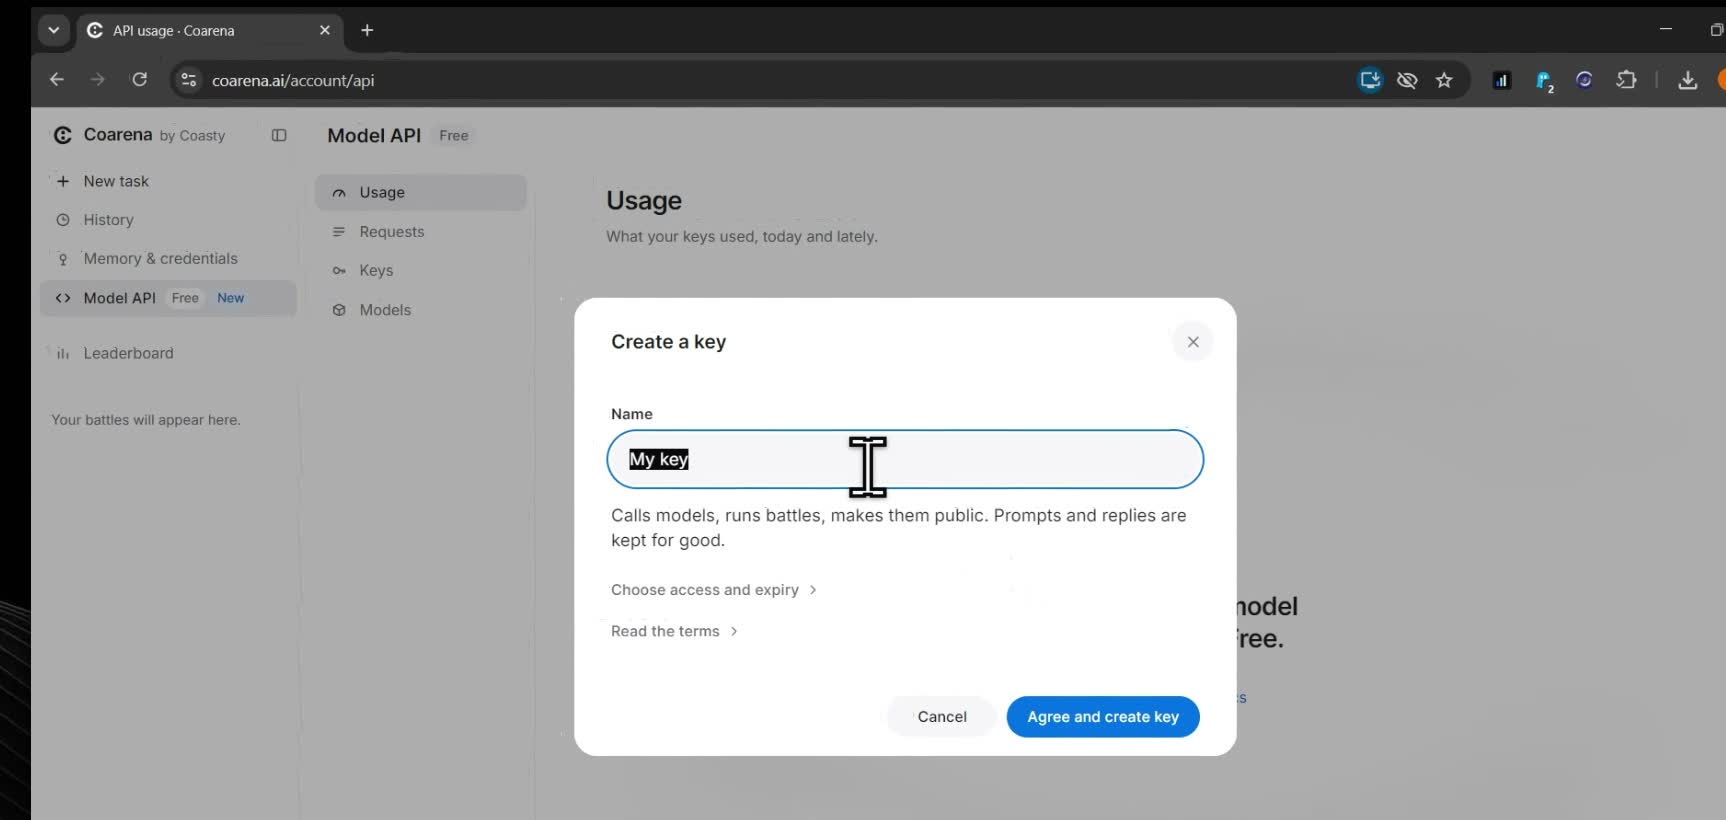 API usage · Coarena
coarena.ai/account/api
2
Coarena by Coasty
Model API Free
New task
History
Memory & credentials
Model API Free New
Leaderboard
Your battles will appear here.
Usage
Requests
Keys
Models
Usage
What your keys used, today and lately.
Create a key
Name
My key
Calls models, runs battles, makes them public. Prompts and replies are
kept for good.
Choose access and expiry
Read the terms
Cancel
Agree and create key